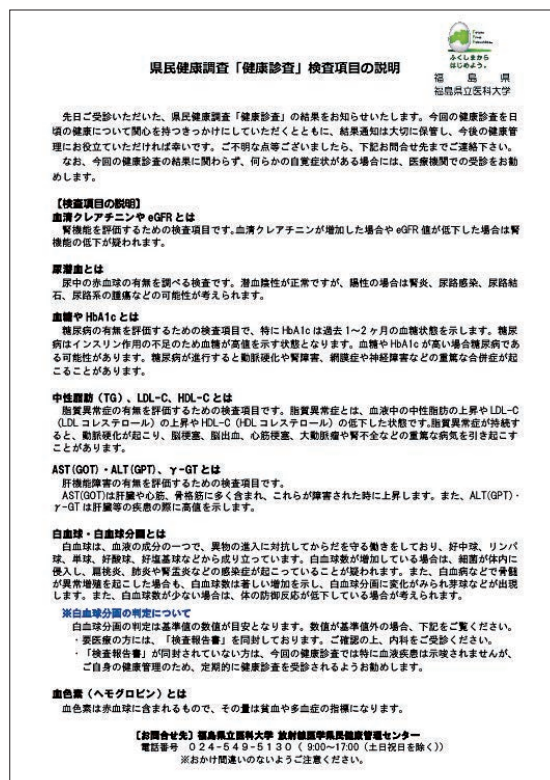 Future From Fukushima.
ふくしまから
はじめよう。
県民健康調査「健康診査」検査項目の説明
福島県
福島県立医科大学
先日ご受診いただいた、県民健康調査「健康診査」の結果をお知らせいたします。今回の健康診査を日
頃の健康について関心を持つきっかけにしていただくとともに、結果通知は大切に保管し、今後の健康管
理にお役立ていただければ幸いです。ご不明な点等ございましたら、下記お問合せ先までご連絡下さい。
なお、今回の健康診査の結果に関わらず、何らかの自覚症状がある場合には、医療機関での受診をお勧
めします。
【検査項目の説明】
血清クレアチニンや eGFR とは
腎機能を評価するための検査項目です。血清クレアチニンが増加した場合や eGFR 値が低下した場合は腎
機能の低下が疑われます。
尿潜血とは
尿中の赤血球の有無を調べる検査です。潜血陰性が正常ですが、陽性の場合は腎炎、尿路感染、尿路結
石、尿路系の腫瘍などの可能性が考えられます。
血糖や HbA1c とは
糖尿病の有無を評価するための検査項目で、特に HbA1c は過去 1～2 ヶ月の血糖状態を示します。糖尿
病はインスリン作用の不足のため血糖が高値を示す状態となります。血糖や HbA1c が高い場合糖尿病であ
る可能性があります。糖尿病が進行すると動脈硬化や腎障害、網膜症や神経障害などの重篤な合併症が起
こることがあります。
中性脂肪（TG）、LDL-C、HDL-C とは
脂質異常症の有無を評価するための検査項目です。脂質異常症とは、血液中の中性脂肪の上昇や LDL-C
（LDL コレステロール）の上昇や HDL-C（HDL コレステロール）の低下した状態です。脂質異常症が持続す
ると、動脈硬化が起こり、脳梗塞、脳出血、心筋梗塞、大動脈瘤や腎不全などの重篤な病気を引き起こす
ことがあります。
AST(GOT)・ALT(GPT)、γ-GT とは
肝機能障害の有無を評価するための検査項目です。
AST(GOT)は肝臓や心筋、骨格筋に多く含まれ、これらが障害された時に上昇します。また、ALT(GPT)・
γ-GT は肝臓等の疾患の際に高値を示します。
白血球・白血球分画とは
白血球は、血液の成分の一つで、異物の進入に対抗してからだを守る働きをしており、好中球、リンパ
球、単球、好酸球、好塩基球などから成り立っています。白血球数が増加している場合は、細菌が体内に
侵入し、扁桃炎、肺炎や腎盂炎などの感染症が起こっていることが疑われます。また、白血病などで骨髄
が異常増殖を起こした場合も、白血球数は著しい増加を示し、白血球分画に変化がみられ芽球などが出現
します。また、白血球数が少ない場合は、体の防御反応が低下している場合が考えられます。
※白血球分画の判定について
白血球分画の判定は基準値の数値が目安となります。数値が基準値外の場合、下記をご覧ください。
・要医療の方には、「検査報告書」を同封しております。ご確認の上、内科をご受診ください。
・「検査報告書」が同封されていない方は、今回の健康診査では特に血液疾患は示唆されませんが、
ご自身の健康管理のため、定期的に健康診査を受診されるようお勧めします。
血色素（ヘモグロビン）とは
血色素は赤血球に含まれるもので、その量は貧血や多血症の指標になります。
【お問合せ先】福島県立医科大学 放射線医学県民健康管理センター
電話番号 024-549-5130（ 9:00～17:00（土日祝日を除く））
※おかけ間違いのないようご注意ください。